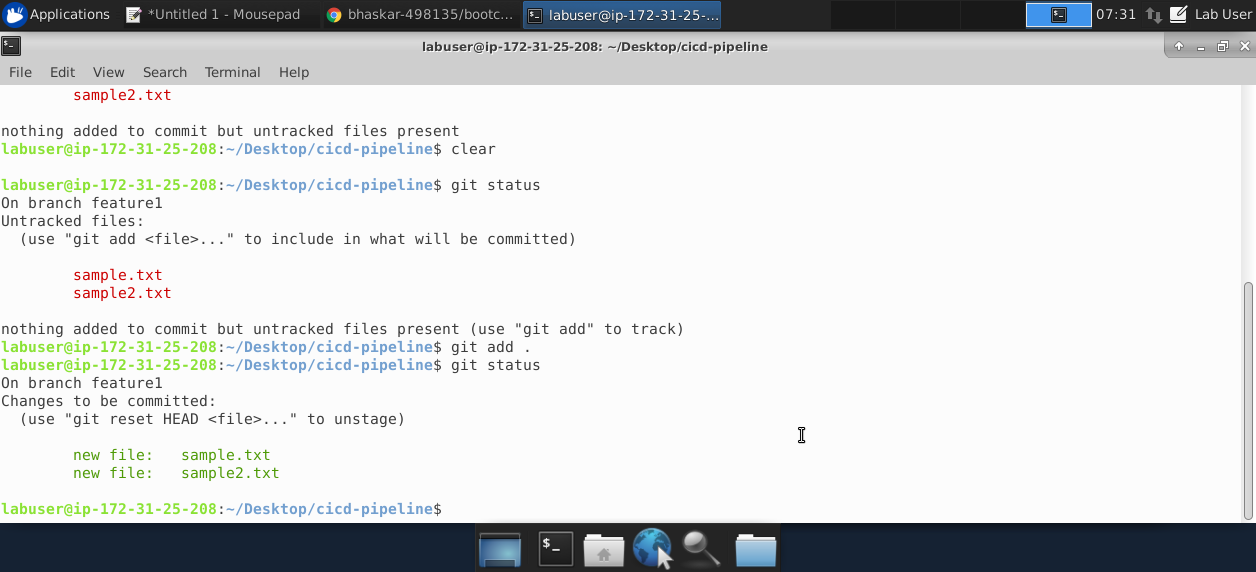 Applications
*Untitled 1 - Mousepad
bhaskar-498135/bootc...
labuser@ip-172-31-25-...
07:31
Lab User
labuser@ip-172-31-25-208: ~/Desktop/cicd-pipeline
File Edit View Search Terminal Help
sample2.txt
nothing added to commit but untracked files present
labuser@ip-172-31-25-208:~/Desktop/cicd-pipeline$ clear
labuser@ip-172-31-25-208:~/Desktop/cicd-pipeline$ git status
On branch feature1
Untracked files:
(use "git add <file>..." to include in what will be committed)
sample.txt
sample2.txt
nothing added to commit but untracked files present (use "git add" to track)
labuser@ip-172-31-25-208:~/Desktop/cicd-pipeline$ git add .
labuser@ip-172-31-25-208:~/Desktop/cicd-pipeline$ git status
On branch feature1
Changes to be committed:
(use "git reset HEAD <file>..." to unstage)
new file:   sample.txt
new file:   sample2.txt
labuser@ip-172-31-25-208:~/Desktop/cicd-pipeline$
$_